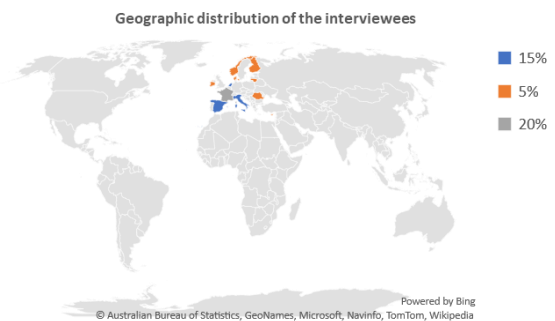 Geographic distribution of the interviewees
15%
5%
20%
Powered by Bing
© Australian Bureau of Statistics, GeoNames, Microsoft, Navinfo, TomTom, Wikipedia